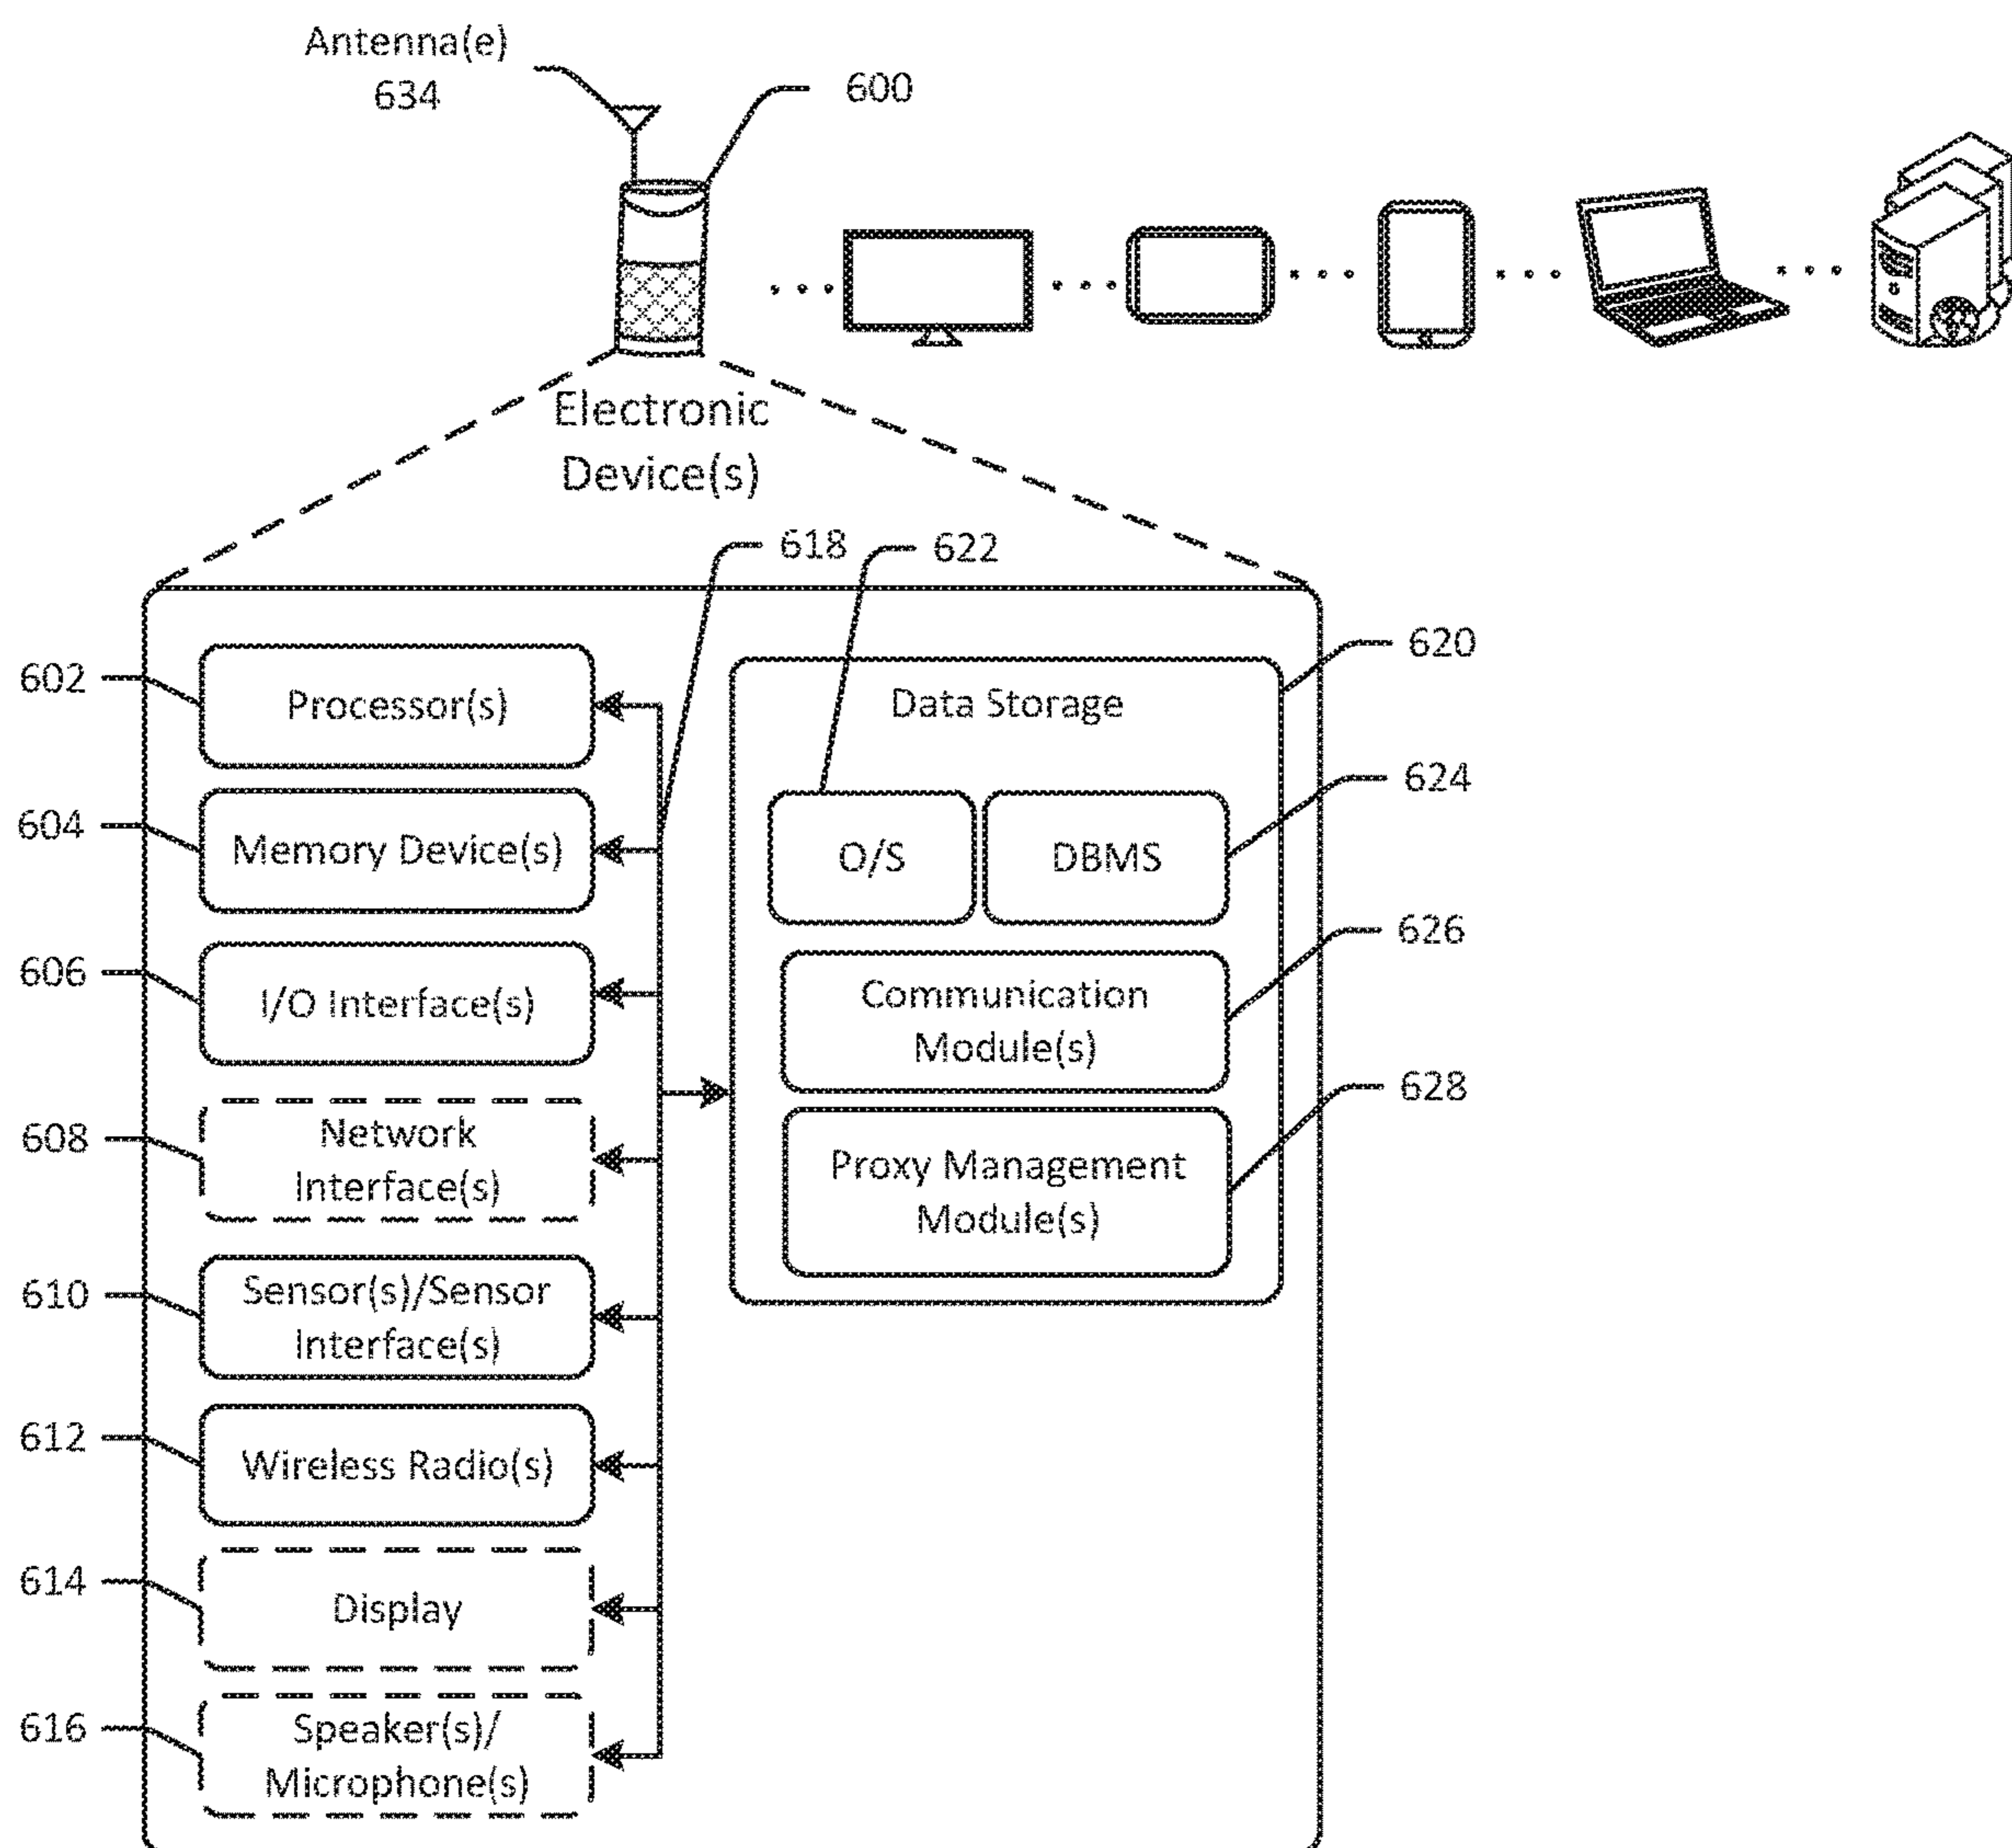 Antenna(e)
634
600
Electronic
Device(s)
618
622
620
602
Processor(s)
Data Storage
624
604
Memory Device(s)
O/S
DBMS
626
606
I/O Interface(s)
Communication
Module(s)
628
608
Network
Interface(s)
Proxy Management
Module(s)
610
Sensor(s)/Sensor
Interface(s)
612
Wireless Radio(s)
614
Display
616
Speaker(s)/
Microphone(s)